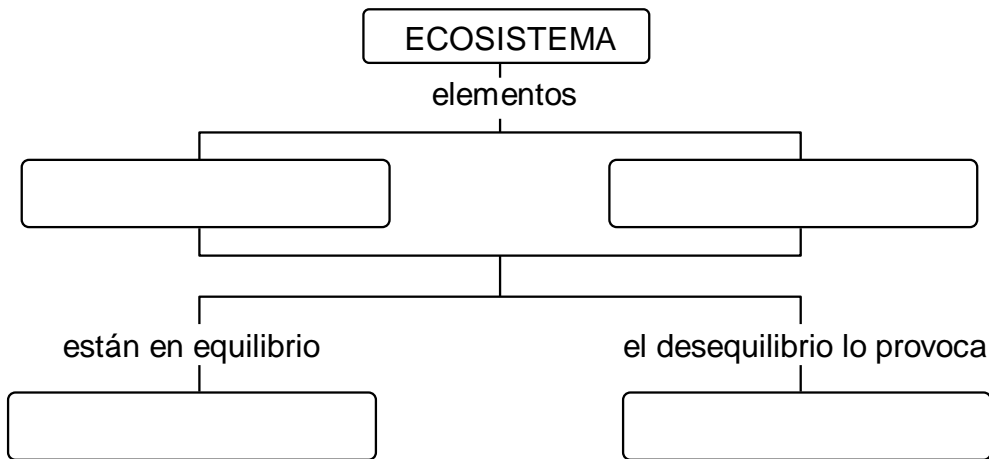 ECOSISTEMA
elementos
están en equilibrio
el desequilibrio lo provoca